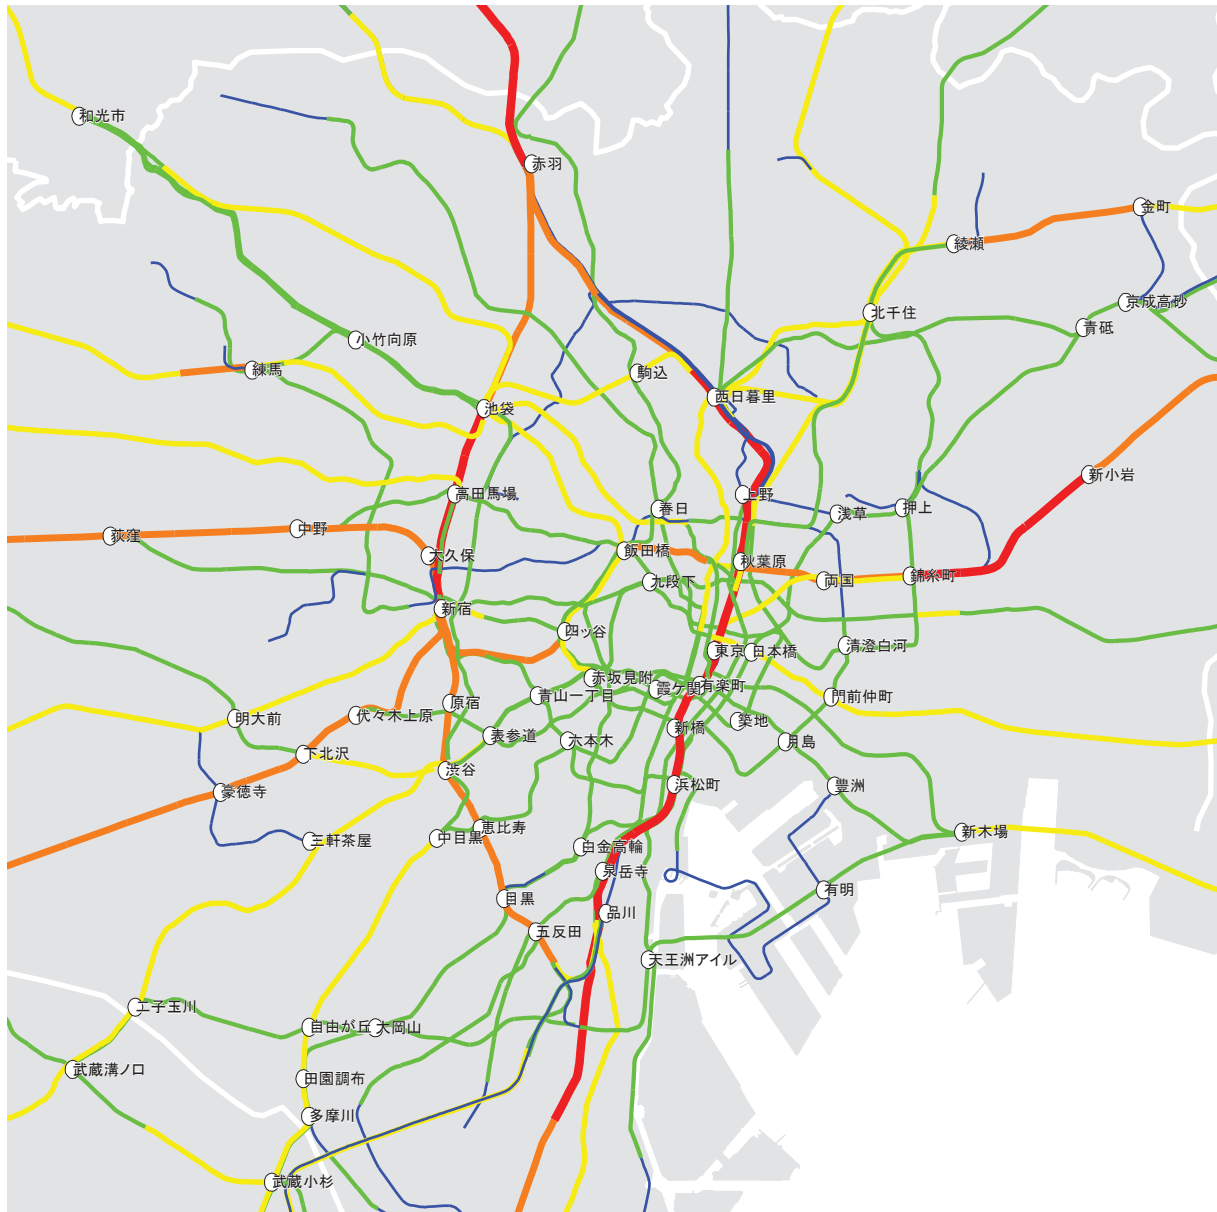 和光市
赤羽
金町
綾瀬
京成高砂
北千住
青砥
小竹向原
練馬
駒込
西日暮里
池袋
新小岩
高田馬場
上野
春日
浅草
押上
荻窪
中野
大久保
飯田橋
秋葉原
九段下
両国
錦糸町
新宿
四ッ谷
清澄白河
東京
日本橋
赤坂見附
霞ケ関
有楽町
青山一丁目
門前仲町
原宿
代々木上原
明大前
築地
新橋
表参道
六本木
月島
下北沢
渋谷
浜松町
豊洲
豪徳寺
三軒茶屋
中目黒
恵比寿
白金高輪
新木場
泉岳寺
有明
目黒
品川
五反田
天王洲アイル
二子玉川
自由が丘
大岡山
武蔵溝ノ口
田園調布
多摩川
武蔵小杉